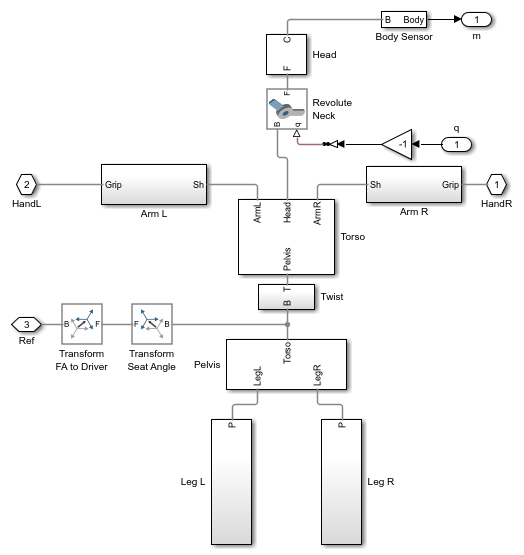 C
F
Head
B
Body
Body Sensor
1
m
F
B
q
Revolute
Neck
-1
q
1
2
HandL
Grip
Sh
Arm L
Sh
Grip
Arm R
1
HandR
ArmL
Head
ArmR
Pelvis
Torso
T
B
Twist
3
Ref
B
F
Transform
FA to Driver
F
B
Transform
Seat Angle
Pelvis
Torso
LegL
LegR
P
Leg L
P
Leg R